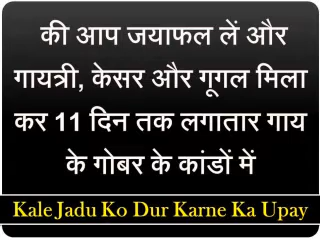 की आप जयाफल लें और
गायत्री, केसर और गूगल मिला
कर 11 दिन तक लगातार गाय
के गोबर के कांडों में
Kale Jadu Ko Dur Karne Ka Upay